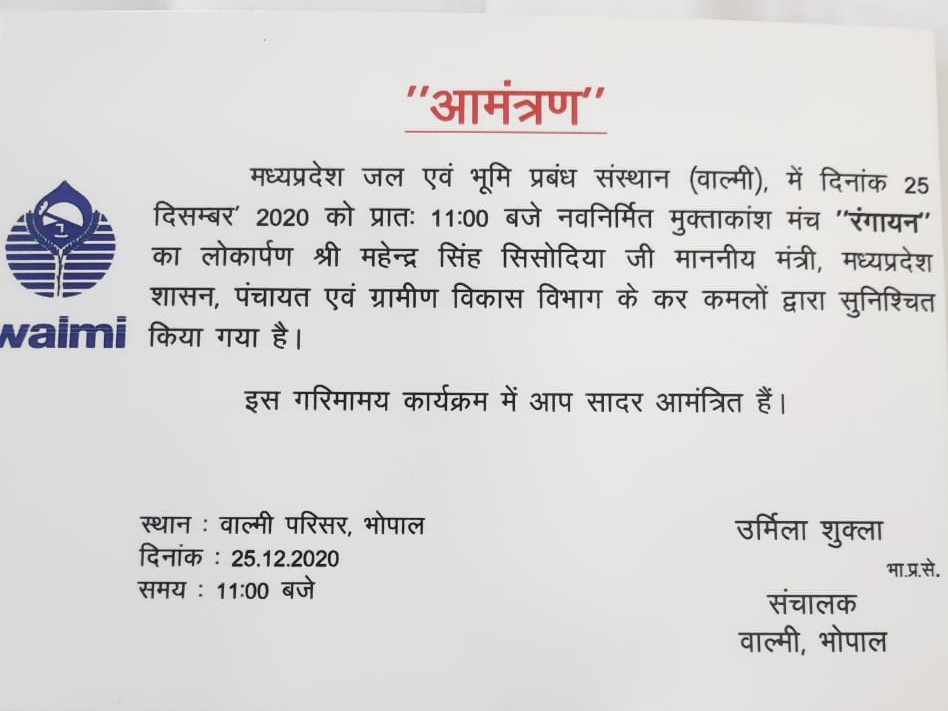 "आमंत्रण"
मध्यप्रदेश जल एवं भूमि प्रबंध संस्थान (वाल्मी), में दिनांक 25
दिसम्बर' 2020 को प्रातः 11:00 बजे नवनिर्मित मुक्ताकांश मंच "रंगायन"
का लोकार्पण श्री महेन्द्र सिंह सिसोदिया जी माननीय मंत्री, मध्यप्रदेश
शासन, पंचायत एवं ग्रामीण विकास विभाग के कर कमलों द्वारा सुनिश्चित
walmi
किया गया है।
इस गरिमामय कार्यक्रम में आप सादर आमंत्रित हैं।
स्थान : वाल्मी परिसर, भोपाल
दिनांक : 25.12.2020
समय : 11:00 बजे
उर्मिला शुक्ला
भा.प्र.से.
संचालक
वाल्मी, भोपाल